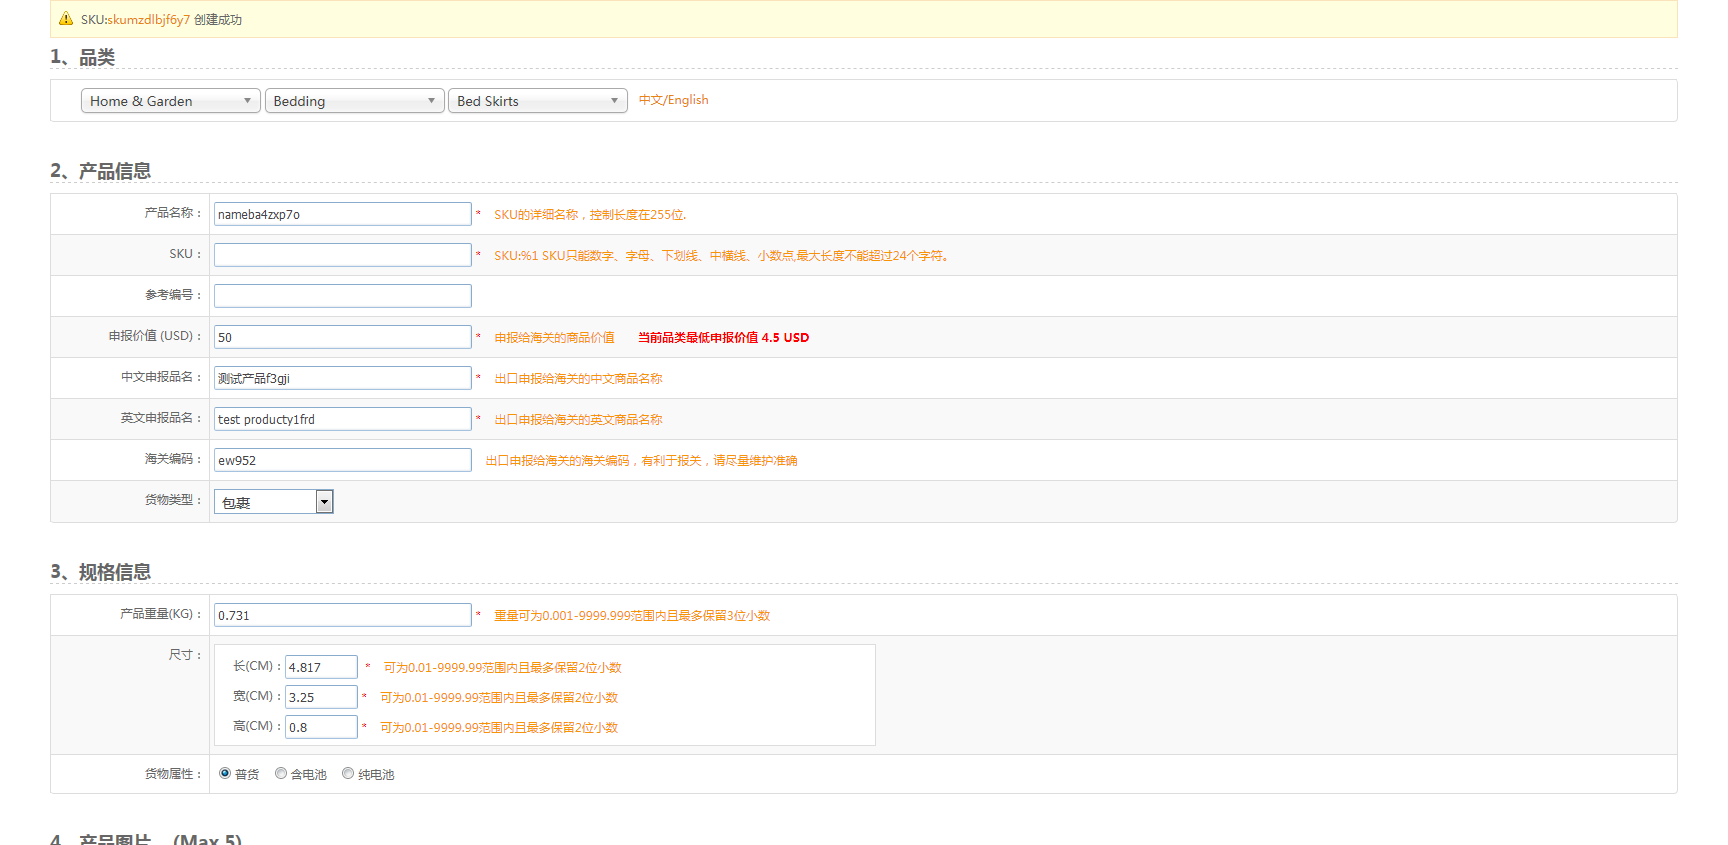 SKU:skumzdlbjf6y7 创建成功
1、品类
Home & Garden Bedding Bed Skirts 中文/English
2、产品信息
产品名称： nameba4zxp7o * SKU的详细名称，控制长度在255位.
SKU： * SKU:%1 SKU只能数字、字母、下划线、中横线、小数点,最大长度不能超过24个字符。
参考编号：
申报价值 (USD)： 50 * 申报给海关的商品价值 当前品类最低申报价值 4.5 USD
中文申报品名： 测试产品f3gji * 出口申报给海关的中文商品名称
英文申报品名： test producty1frd * 出口申报给海关的英文商品名称
海关编码： ew952 出口申报给海关的海关编码，有利于报关，请尽量维护准确
货物类型： 包裹
3、规格信息
产品重量(KG)： 0.731 * 重量可为0.001-9999.999范围内且最多保留3位小数
尺寸：
长(CM)： 4.817 * 可为0.01-9999.99范围内且最多保留2位小数
宽(CM)： 3.25 * 可为0.01-9999.99范围内且最多保留2位小数
高(CM)： 0.8 * 可为0.01-9999.99范围内且最多保留2位小数
货物属性： 普货 含电池 纯电池
4、产品图片 (Max 5)